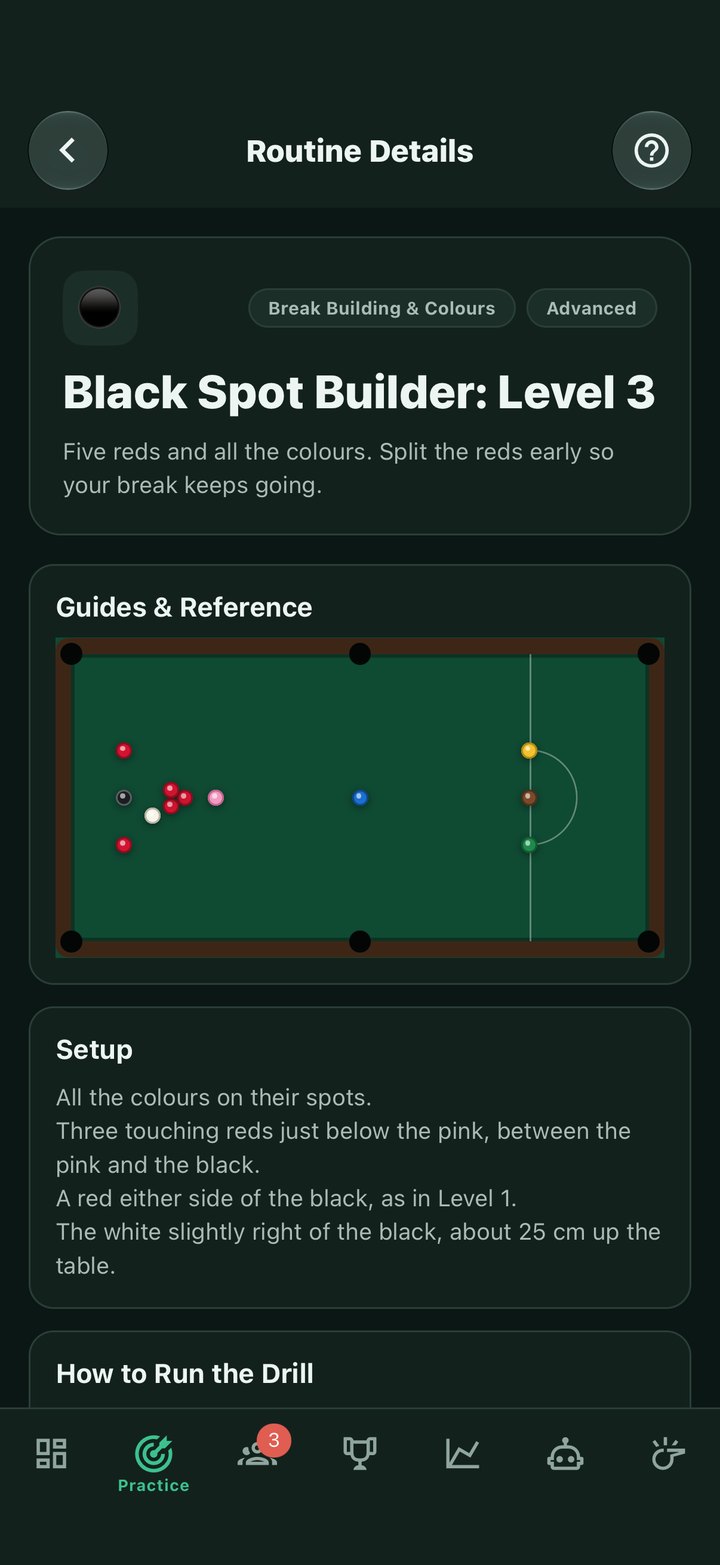 Routine Details
Break Building & Colours
Advanced
Black Spot Builder: Level 3
Five reds and all the colours. Split the reds early so
your break keeps going.
Guides & Reference
Setup
All the colours on their spots.
Three touching reds just below the pink, between the
pink and the black.
A red either side of the black, as in Level 1.
The white slightly right of the black, about 25 cm up the
table.
How to Run the Drill
3
Practice